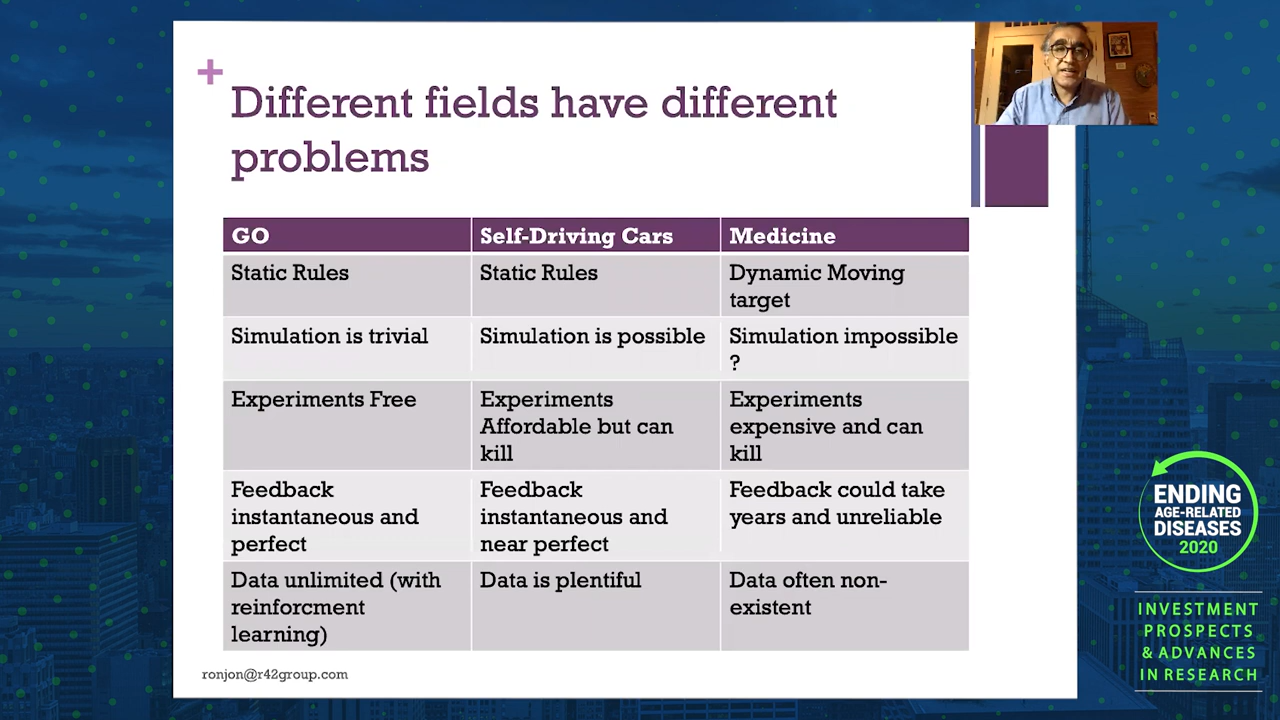 +
Different fields have different
problems
GO
Self-Driving Cars
Medicine
Static Rules
Static Rules
Dynamic Moving
target
Simulation is trivial
Simulation is possible
Simulation impossible
?
Experiments Free
Experiments
Affordable but can
kill
Experiments
expensive and can
kill
Feedback
instantaneous and
perfect
Feedback
instantaneous and
near perfect
Feedback could take
years and unreliable
Data unlimited (with
reinforcment
learning)
Data is plentiful
Data often non-
existent
ronjon@r42group.com
ENDING
AGE-RELATED
DISEASES
2020
INVESTMENT
PROSPECTS
& ADVANCES
IN RESEARCH